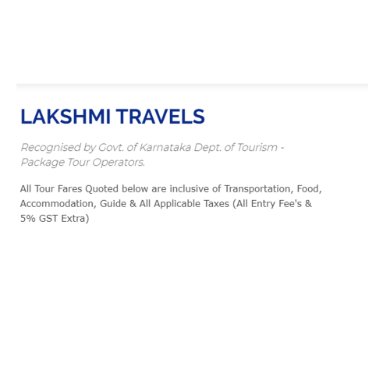 LAKSHMI TRAVELS
Recognised by Govt. of Karnataka Dept. of Tourism -
Package Tour Operators.
All Tour Fares Quoted below are inclusive of Transportation, Food,
Accommodation, Guide & All Applicable Taxes (All Entry Fee's &
5% GST Extra)